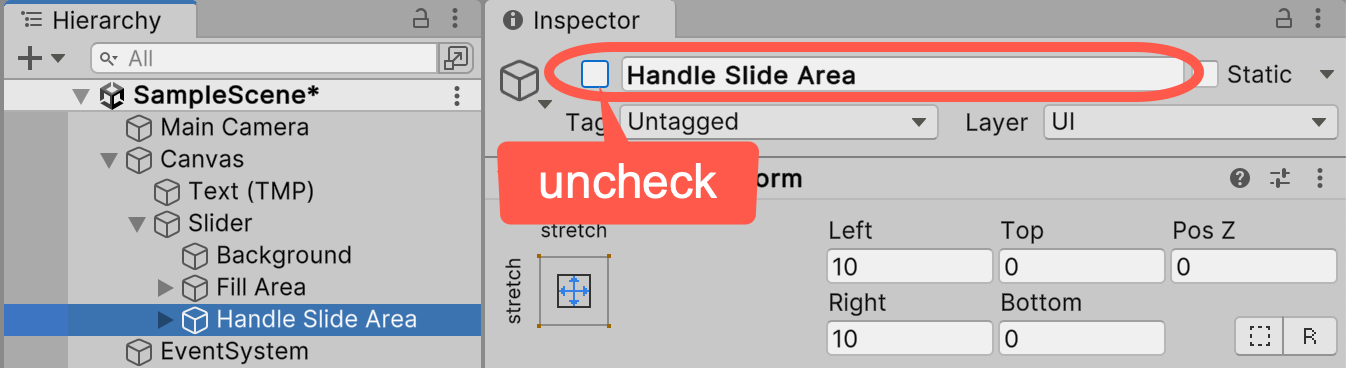 Hierarchy
All
SampleScene*
Main Camera
Canvas
Text (TMP)
Slider
Background
Fill Area
Handle Slide Area
EventSystem
Inspector
Handle Slide Area
Static
Tag Untagged Layer UI
uncheck
orm
stretch
stretch
Left Top Pos Z
10 0 0
Right Bottom
10 0
R